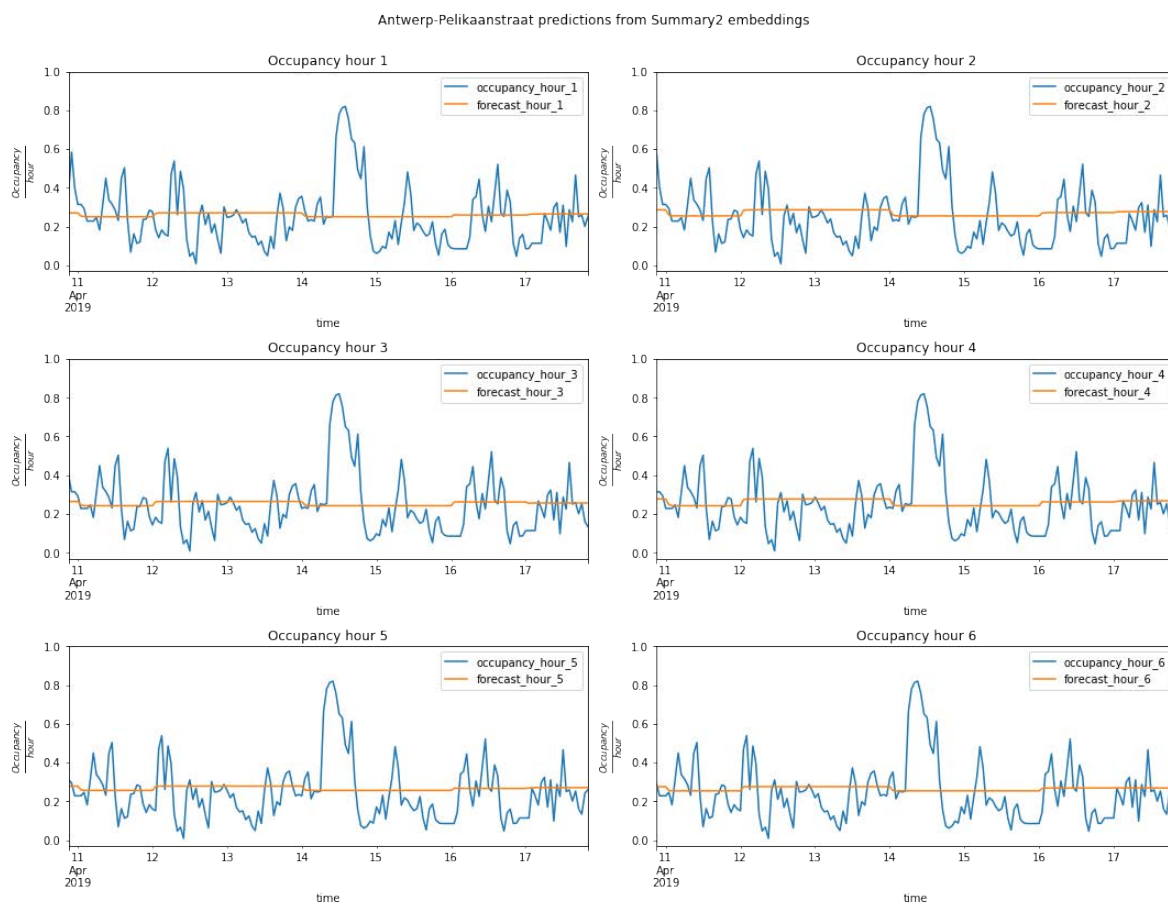 Antwerp-Pelikaanstraat predictions from Summary2 embeddings
Occupancy hour 1
occupancy_hour_1
forecast_hour_1
1.0
0.8
0.6
0.4
0.2
0.0
Occupancy
hour
11 12 13 14 15 16 17
Apr
2019
time
Occupancy hour 2
occupancy_hour_2
forecast_hour_2
1.0
0.8
0.6
0.4
0.2
0.0
Occupancy
hour
11 12 13 14 15 16 17
Apr
2019
time
Occupancy hour 3
occupancy_hour_3
forecast_hour_3
1.0
0.8
0.6
0.4
0.2
0.0
Occupancy
hour
11 12 13 14 15 16 17
Apr
2019
time
Occupancy hour 4
occupancy_hour_4
forecast_hour_4
1.0
0.8
0.6
0.4
0.2
0.0
Occupancy
hour
11 12 13 14 15 16 17
Apr
2019
time
Occupancy hour 5
occupancy_hour_5
forecast_hour_5
1.0
0.8
0.6
0.4
0.2
0.0
Occupancy
hour
11 12 13 14 15 16 17
Apr
2019
time
Occupancy hour 6
occupancy_hour_6
forecast_hour_6
1.0
0.8
0.6
0.4
0.2
0.0
Occupancy
hour
11 12 13 14 15 16 17
Apr
2019
time